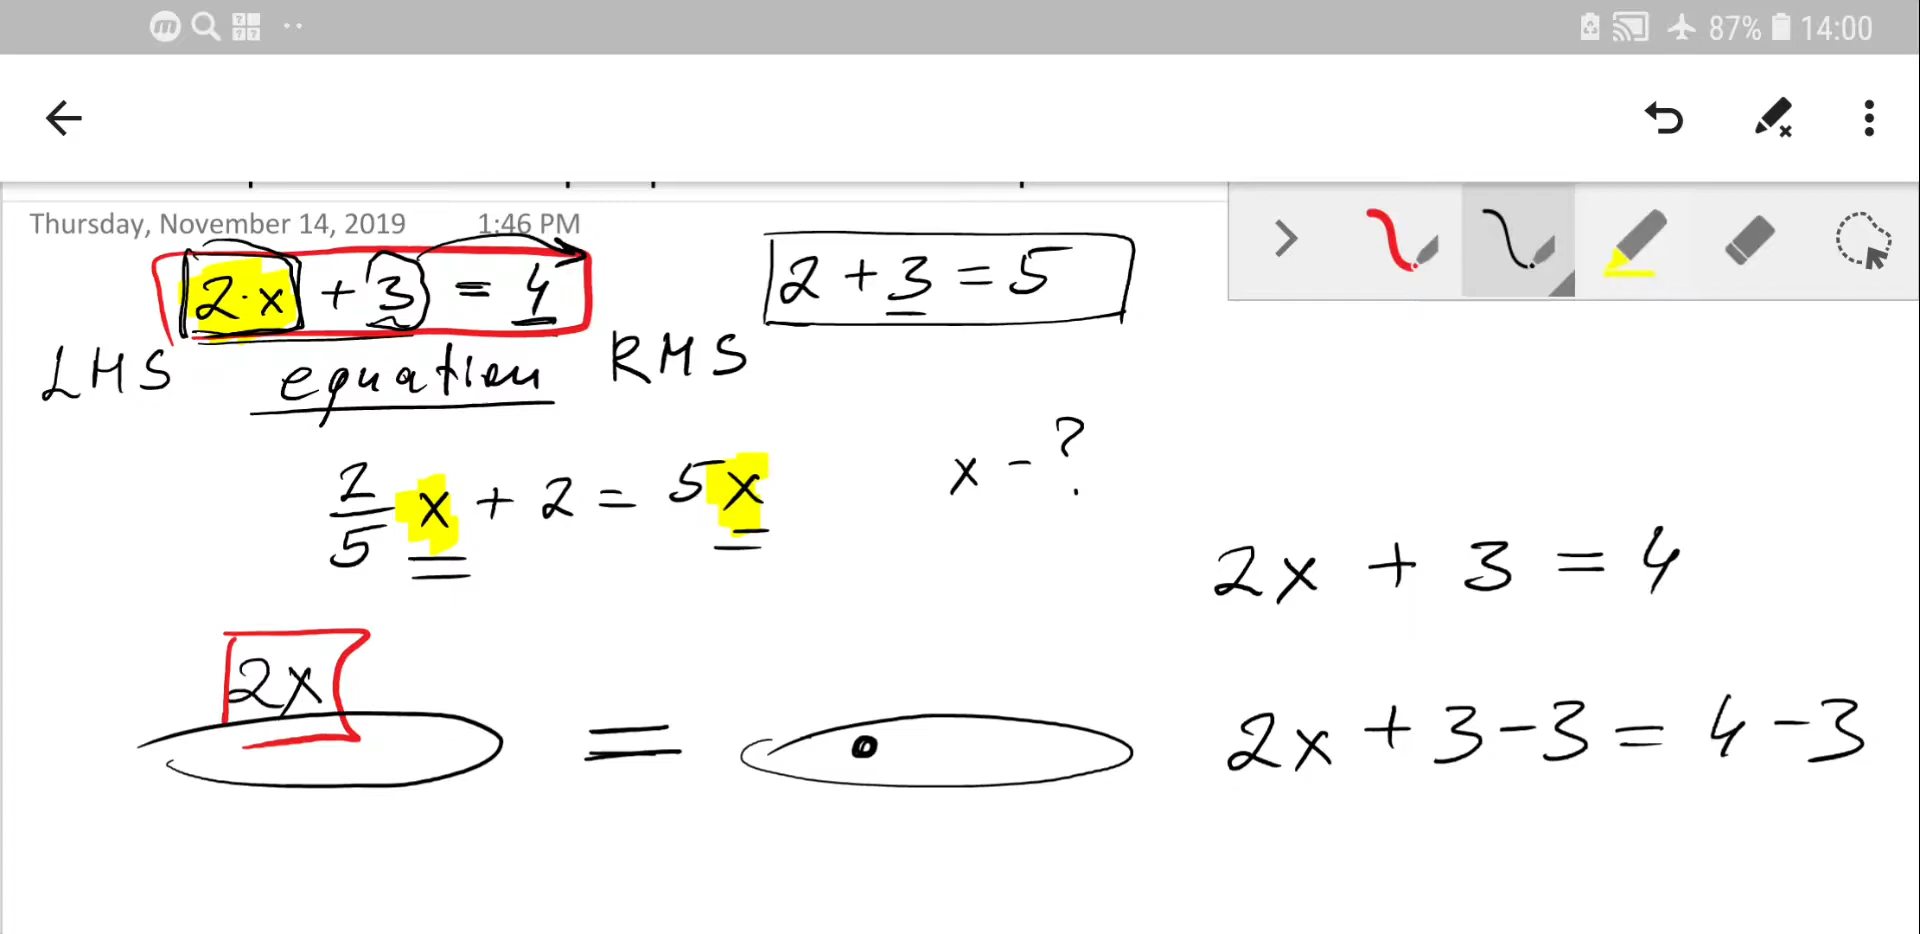 87% 14:00
Thursday, November 14, 2019 1:46 PM
2·x + 3 = 4
2 + 3 = 5
LHS equation RHS
2/5 x + 2 = 5x
x - ?
2x + 3 = 4
2x
=
2x + 3 - 3 = 4 - 3